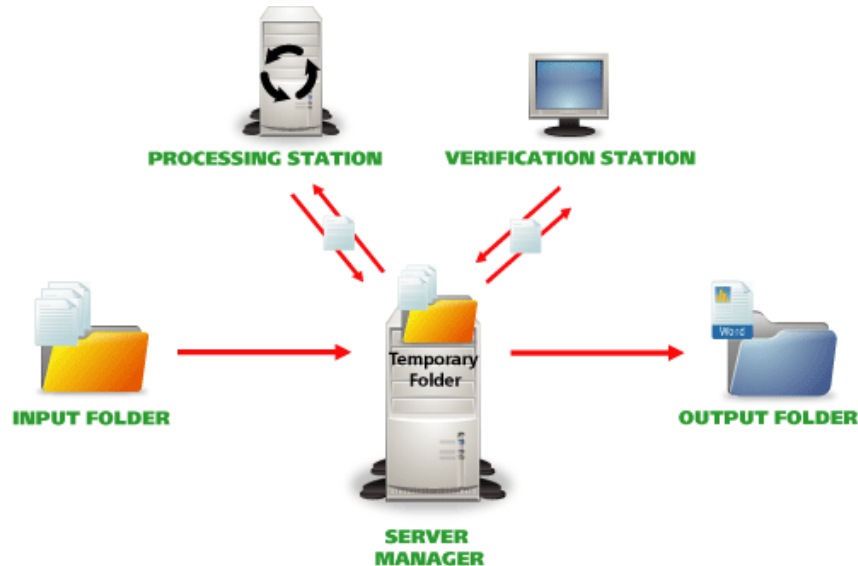 PROCESSING STATION
VERIFICATION STATION
INPUT FOLDER
Temporary
Folder
Word
OUTPUT FOLDER
SERVER
MANAGER